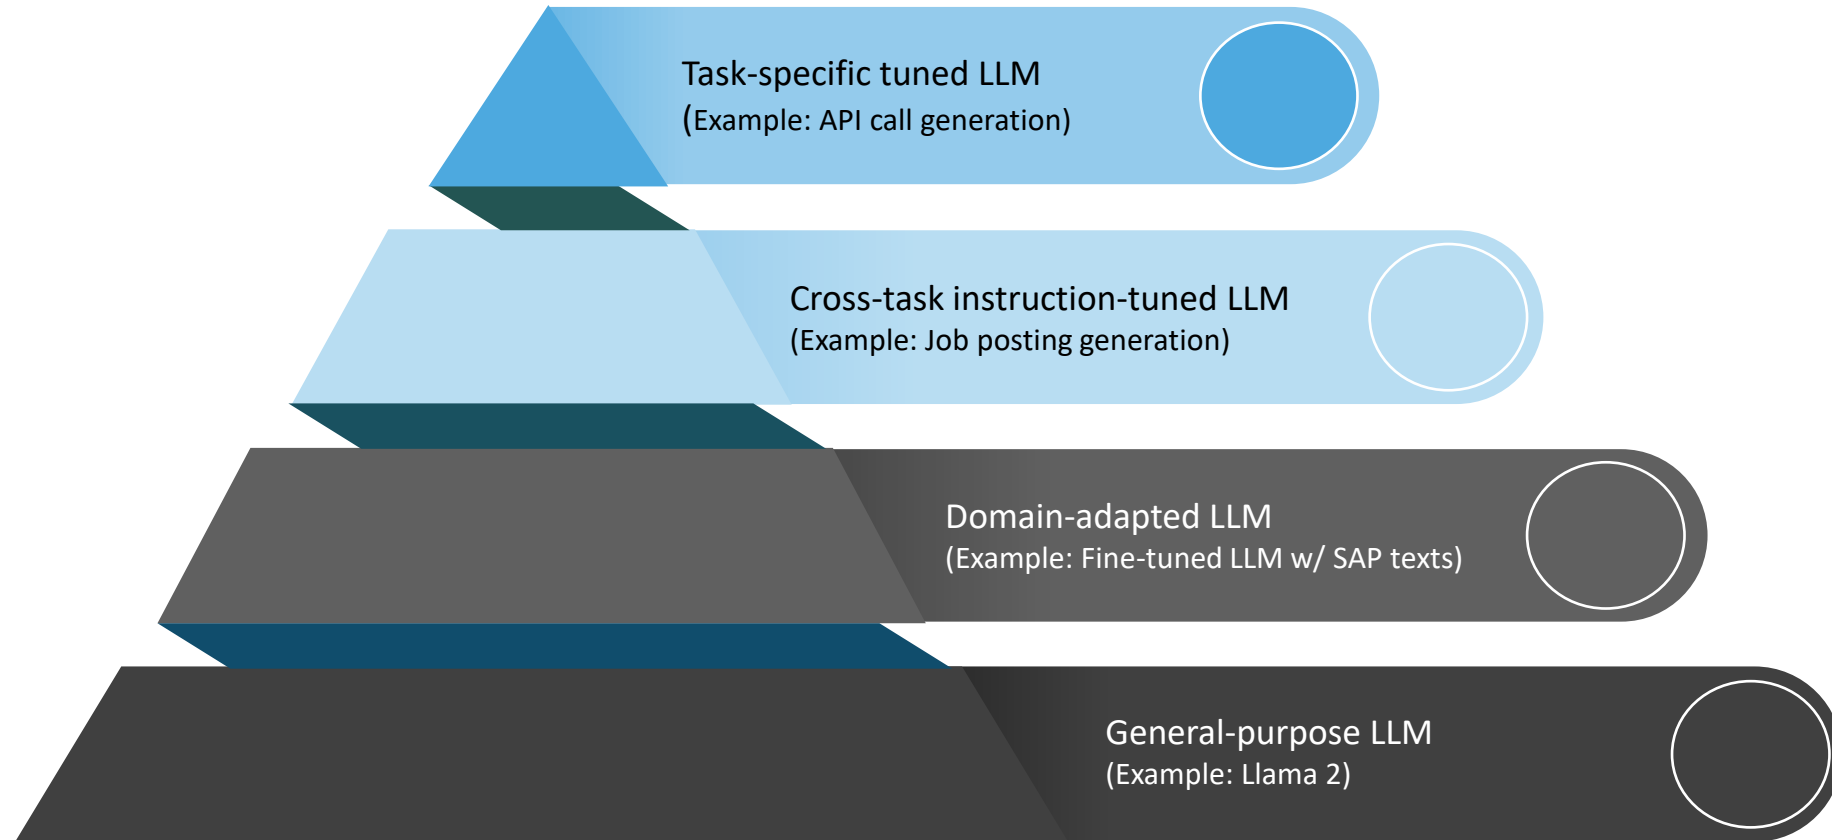 Task-specific tuned LLM
(Example: API call generation)
Cross-task instruction-tuned LLM
(Example: Job posting generation)
Domain-adapted LLM
(Example: Fine-tuned LLM w/ SAP texts)
General-purpose LLM
(Example: Llama 2)